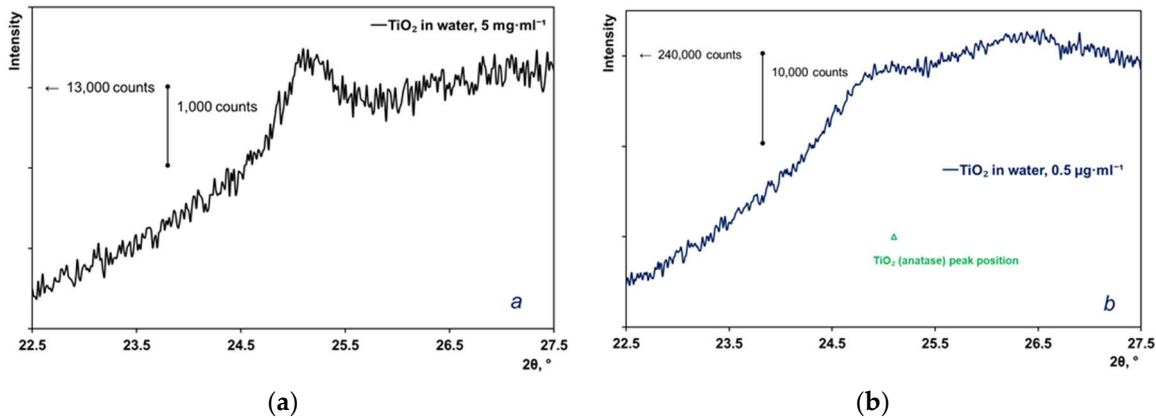 (a)
(b)
Intensity
—TiO₂ in water, 5 mg·ml⁻¹
← 13,000 counts
1,000 counts
a
22.5 23.5 24.5 25.5 26.5 27.5
2θ, °
Intensity
← 240,000 counts
10,000 counts
—TiO₂ in water, 0.5 µg·ml⁻¹
TiO₂ (anatase) peak position
b
22.5 23.5 24.5 25.5 26.5 27.5
2θ, °
(a)
(b)